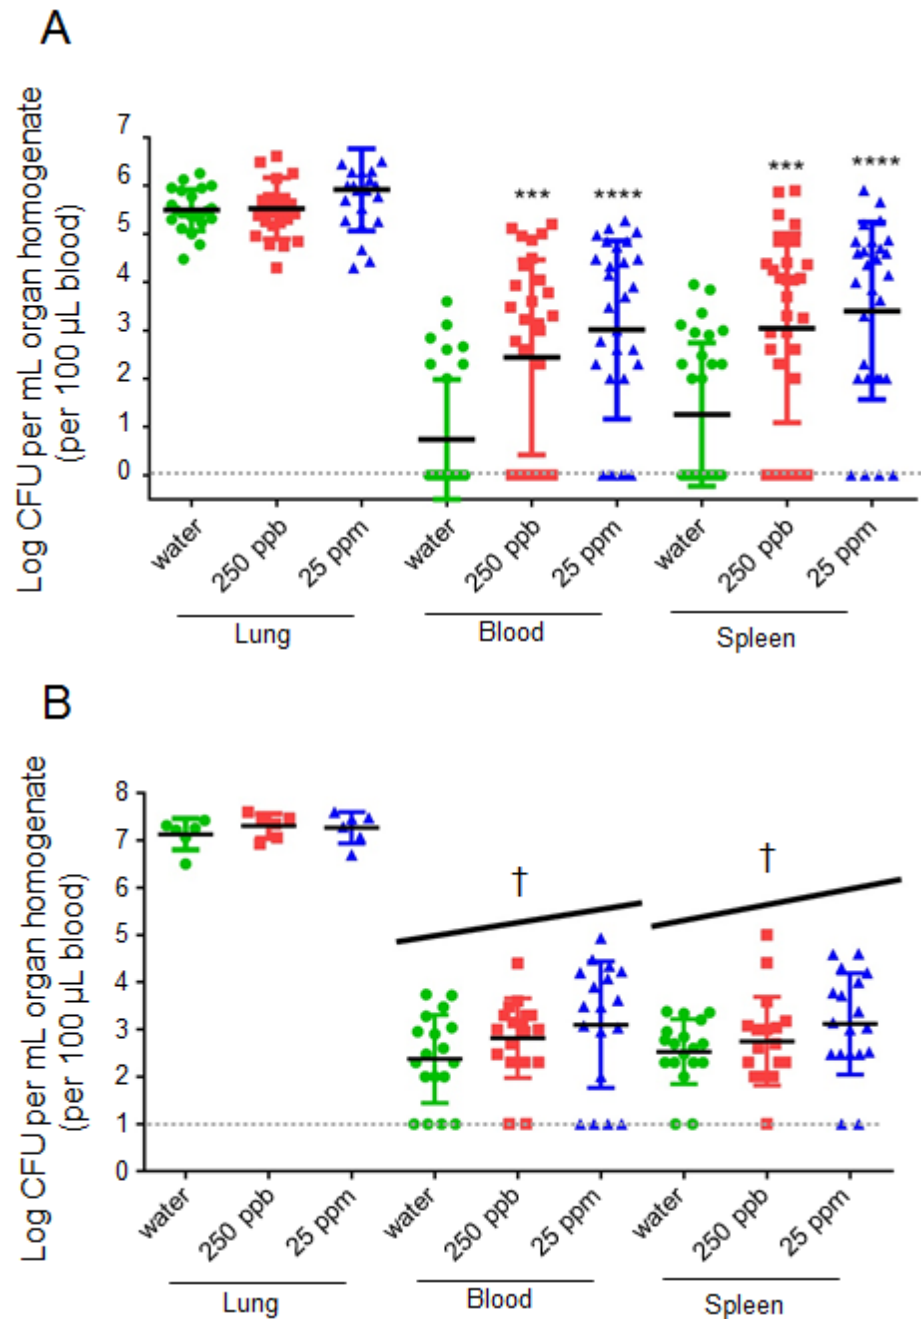 A
Log CFU per mL organ homogenate
(per 100 µL blood)
7
6
5
4
3
2
1
0
*** **** *** ****
water 250 ppb 25 ppm water 250 ppb 25 ppm water 250 ppb 25 ppm
Lung Blood Spleen
B
Log CFU per mL organ homogenate
(per 100 µL blood)
8
7
6
5
4
3
2
1
0
† †
water 250 ppb 25 ppm water 250 ppb 25 ppm water 250 ppb 25 ppm
Lung Blood Spleen